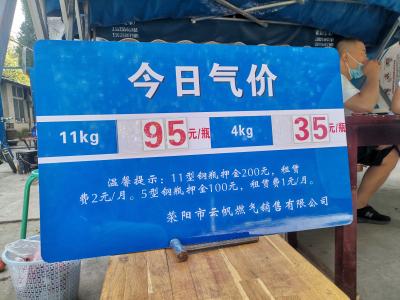 今日气价
11kg 95元/瓶 4kg 35元/瓶
温馨提示：11型钢瓶押金200元，租赁
费2元/月。5型钢瓶押金100元，租赁费1元/月。
荥阳市云帆燃气销售有限公司